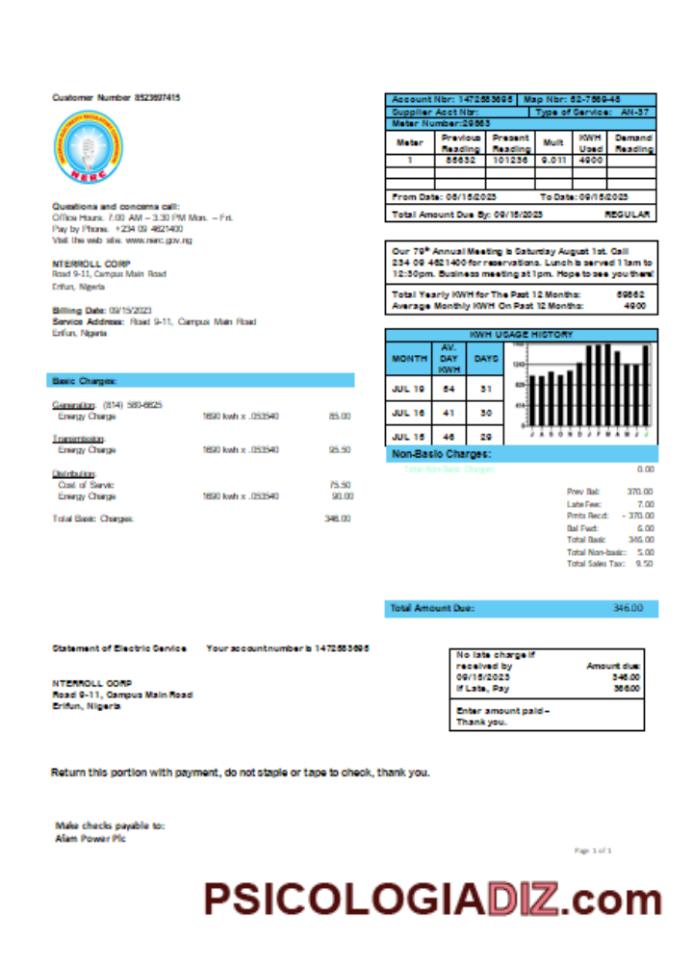 Customer Number 8523697415
NERC
Questions and concerns call:
Office Hours: 7:00 AM – 3:30 PM Mon. – Fri.
Pay by Phone: +234 09 4621400
Visit the web site: www.nerc.gov.ng
NTERROLL CORP
Road 9-11, Campus Main Road
Erifun, Nigeria
Billing Date: 09/15/2023
Service Address: Road 9-11, Campus Main Road
Erifun, Nigeria
Account Nbr: 1472583695 Map Nbr: 52-7869-45
Supplier Acct Nbr: Type of Service: AN-37
Meter Number:29563
Meter Previous Reading Present Reading Mult KWH Used Demand Reading
1 101236 9.011 4900
From Date: 08/15/2023 To Date: 09/15/2023
Total Amount Due By: 09/15/2023 REGULAR
Our 79th Annual Meeting is Saturday August 1st. Call
234 09 4621400 for reservations. Lunch is served 11am to
12:30pm. Business meeting at 1pm. Hope to see you there!
Total Yearly KWH for The Past 12 Months:
Average Monthly KWH On Past 12 Months: 4900
KWH USAGE HISTORY
MONTH AV. DAY KWH DAYS
JUL 19 54 31
JUL 16 41 30
JUL 15 46 29
J A S O N D J F M A M J J
Basic Charges:
Generation: (814) 580-6625
Energy Charge 1690 kwh x .053540 85.00
Transmission:
Energy Charge 1690 kwh x .053540 95.50
Distribution:
Cost of Servic 75.50
Energy Charge 1690 kwh x .053540 90.00
Total Basic Charges: 346.00
Non-Basic Charges:
Total Non-Basic Charges: 0.00
Prev Bal: 370.00
Late Fee: 7.00
Pmts Recd: - 370.00
Bal Fwd: 6.00
Total Basic 346.00
Total Non-basic: 5.00
Total Sales Tax: 9.50
Total Amount Due: 346.00
Statement of Electric Service Your account number is 1472583695
NTERROLL CORP
Road 9-11, Campus Main Road
Erifun, Nigeria
No late charge if
received by Amount due:
09/15/2023 346.00
If Late, Pay 366.00
Enter amount paid –
Thank you.
Return this portion with payment, do not staple or tape to check, thank you.
Make checks payable to:
Alam Power Plc
Page 1 of 1
PSICOLOGIADIZ.com